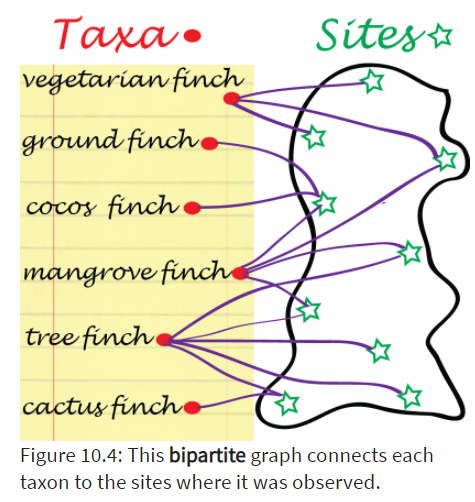 Taxa Sites
vegetarian finch
ground finch
cocos finch
mangrove finch
tree finch
cactus finch
Figure 10.4: This bipartite graph connects each
taxon to the sites where it was observed.